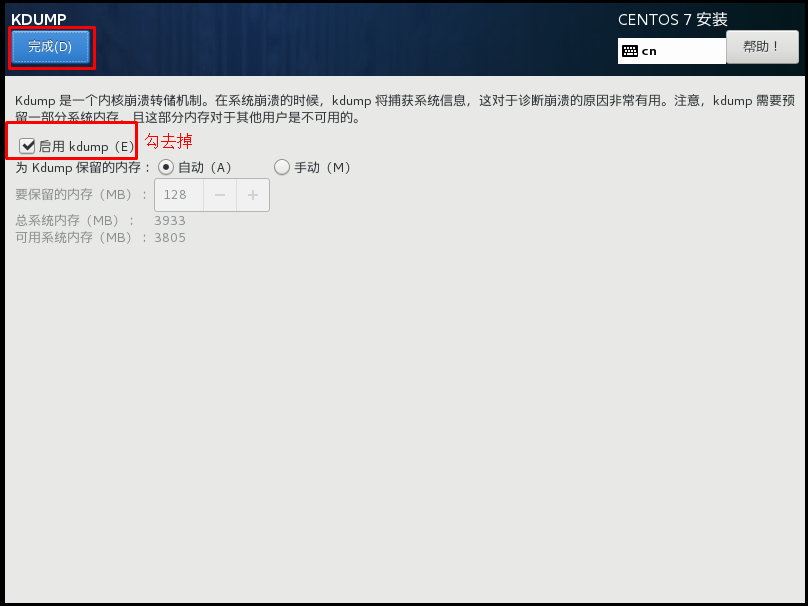 KDUMP
CENTOS 7 安装
完成(D)
cn
帮助！
Kdump 是一个内核崩溃转储机制。在系统崩溃的时候，kdump 将捕获系统信息，这对于诊断崩溃的原因非常有用。注意，kdump 需要预
留一部分系统内存，且这部分内存对于其他用户是不可用的。
启用 kdump（E）
勾去掉
为 Kdump 保留的内存： 自动（A） 手动（M）
要保留的内存（MB）： 128 − +
总系统内存（MB）： 3933
可用系统内存（MB）： 3805